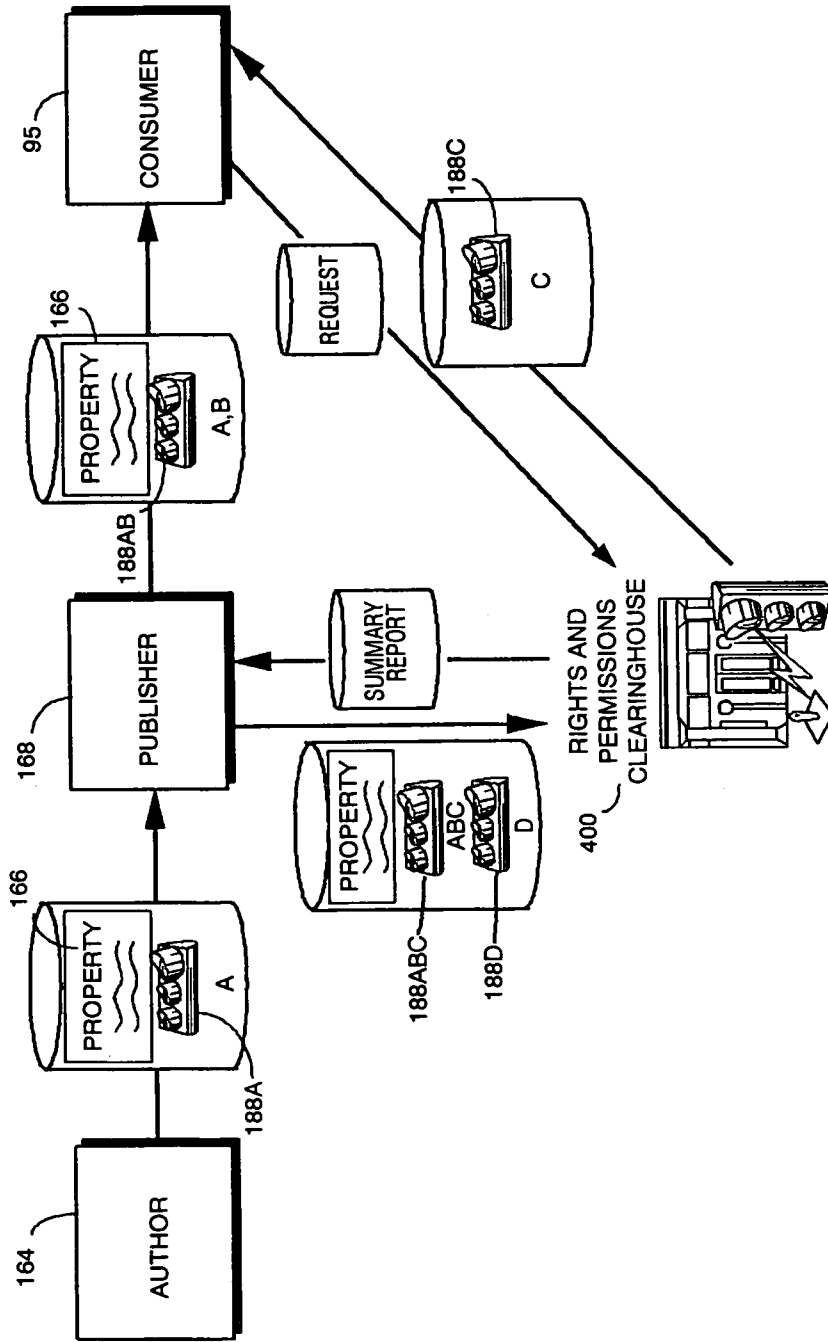 164
AUTHOR
166
PROPERTY
A
188A
168
PUBLISHER
166
PROPERTY
188AB
A,B
95
CONSUMER
PROPERTY
188ABC
ABC
188D
D
SUMMARY
REPORT
REQUEST
188C
C
400
RIGHTS AND
PERMISSIONS
CLEARINGHOUSE